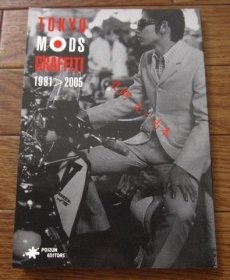 TOKYO
MODS
GRAFFITI
1981>2005
POIZUN
EDITORS